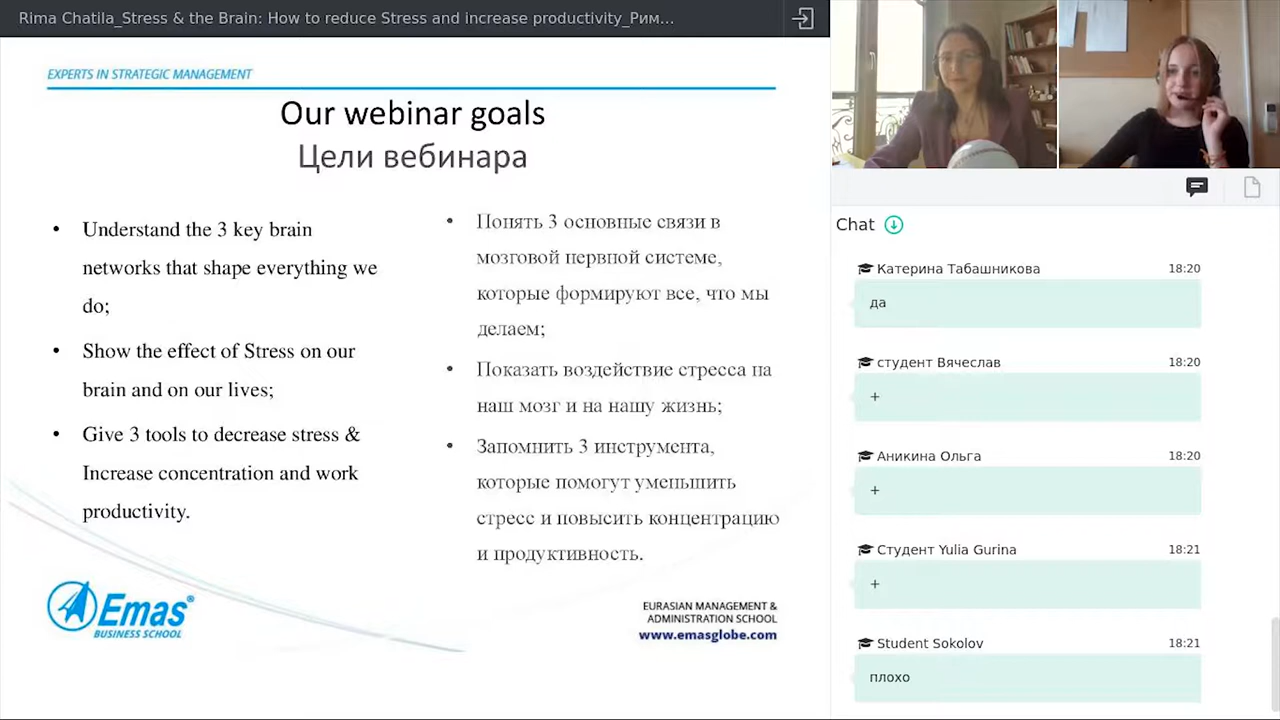 Rima Chatila_Stress & the Brain: How to reduce Stress and increase productivity_Рим...
EXPERTS IN STRATEGIC MANAGEMENT
Our webinar goals
Цели вебинара
• Understand the 3 key brain
networks that shape everything we
do;
• Show the effect of Stress on our
brain and on our lives;
• Give 3 tools to decrease stress &
Increase concentration and work
productivity.
• Понять 3 основные связи в
мозговой нервной системе,
которые формируют все, что мы
делаем;
• Показать воздействие стресса на
наш мозг и на нашу жизнь;
• Запомнить 3 инструмента,
которые помогут уменьшить
стресс и повысить концентрацию
и продуктивность.
Emas®
BUSINESS SCHOOL
EURASIAN MANAGEMENT &
ADMINISTRATION SCHOOL
www.emasglobe.com
Chat
Катерина Табашникова 18:20
да
студент Вячеслав 18:20
+
Аникина Ольга 18:20
+
Студент Yulia Gurina 18:21
+
Student Sokolov 18:21
плохо